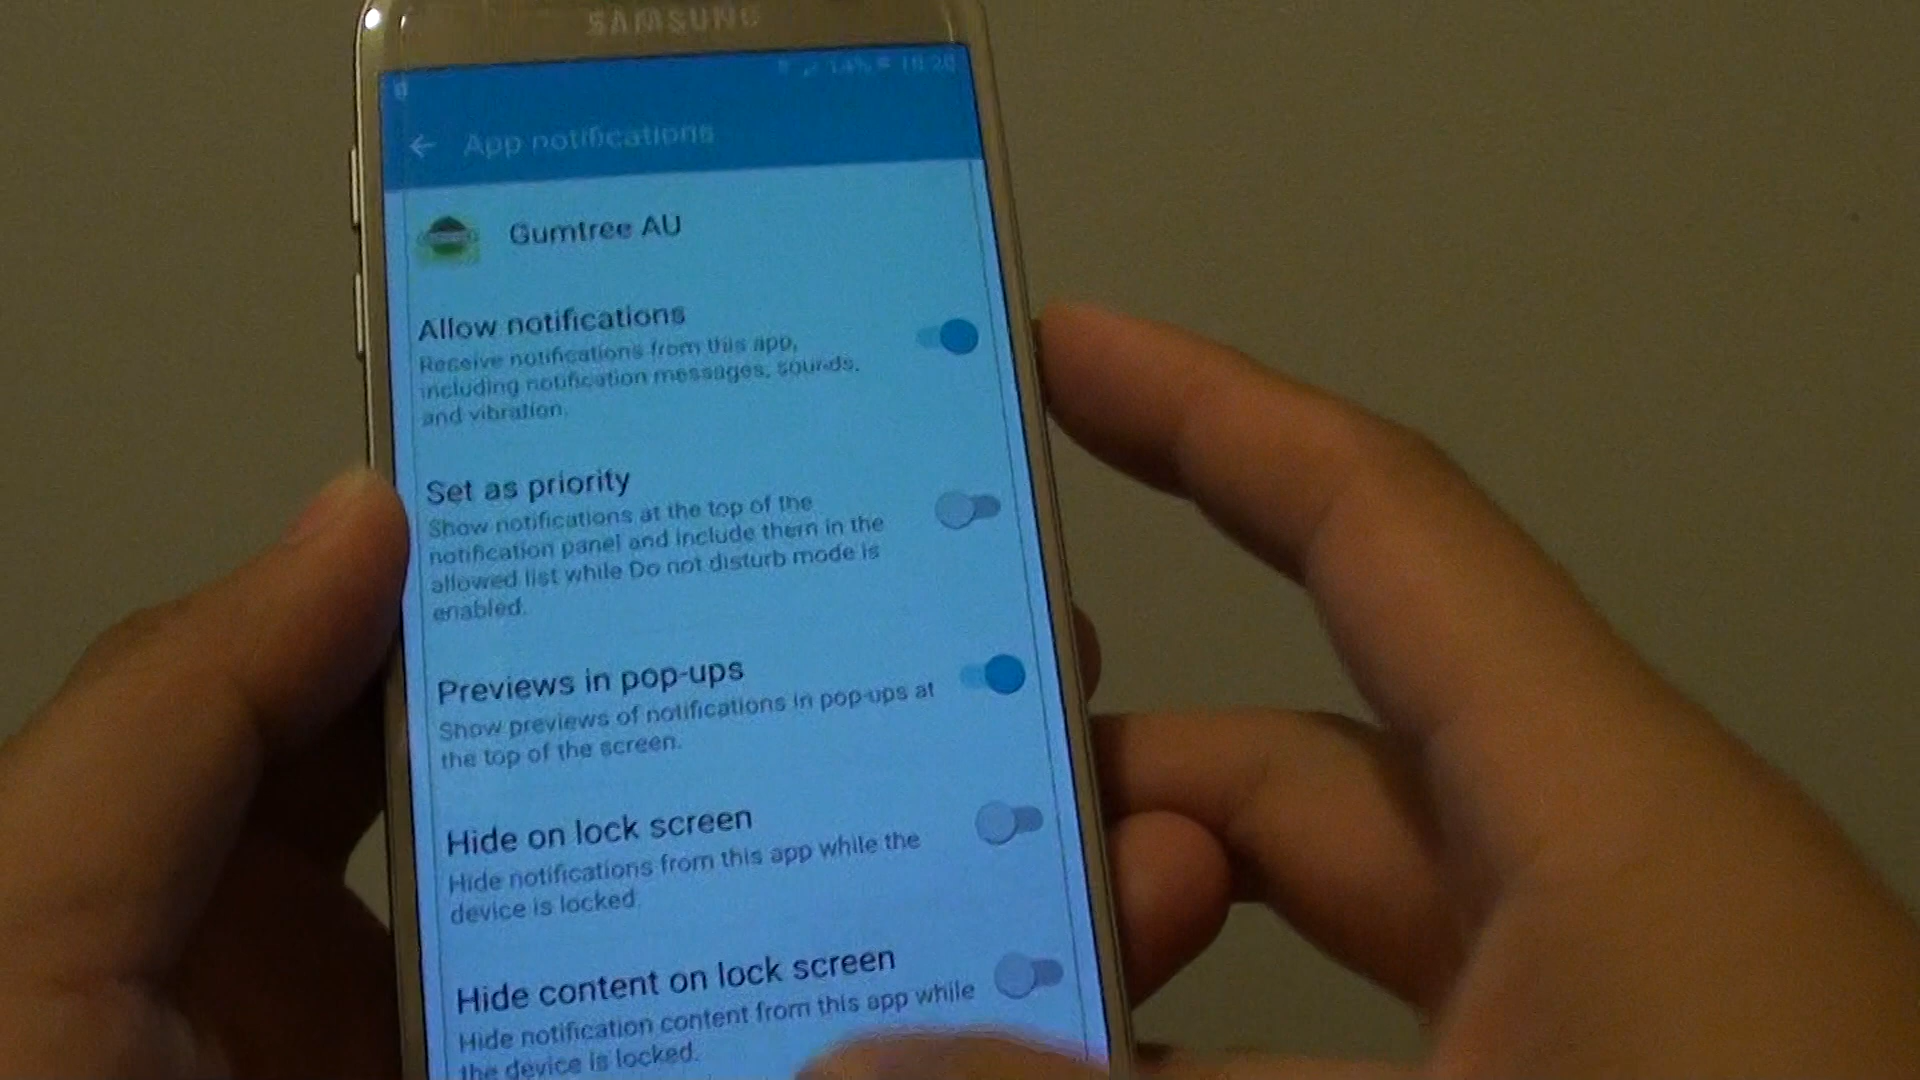 SAMSUNG
14% 18:28
App notifications
Gumtree AU
Allow notifications
Receive notifications from this app,
including notification messages, sounds,
and vibration.
Set as priority
Show notifications at the top of the
notification panel and include them in the
allowed list while Do not disturb mode is
enabled.
Previews in pop-ups
Show previews of notifications in pop-ups at
the top of the screen.
Hide on lock screen
Hide notifications from this app while the
device is locked.
Hide content on lock screen
Hide notification content from this app while
the device is locked.